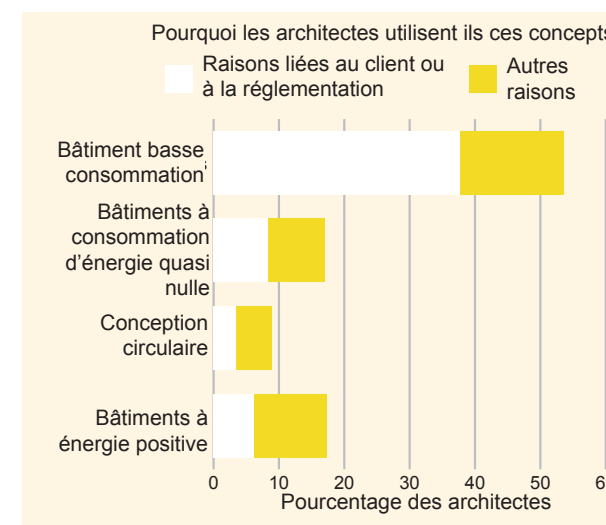 Pourquoi les architectes utilisent ils ces concepts
Raisons liées au client ou
à la réglementation
Autres
raisons
Bâtiment basse
consommation
Bâtiments à
consommation
d'énergie quasi
nulle
Conception
circulaire
Bâtiments à
énergie positive
0 10 20 30 40 50
Pourcentage des architectes